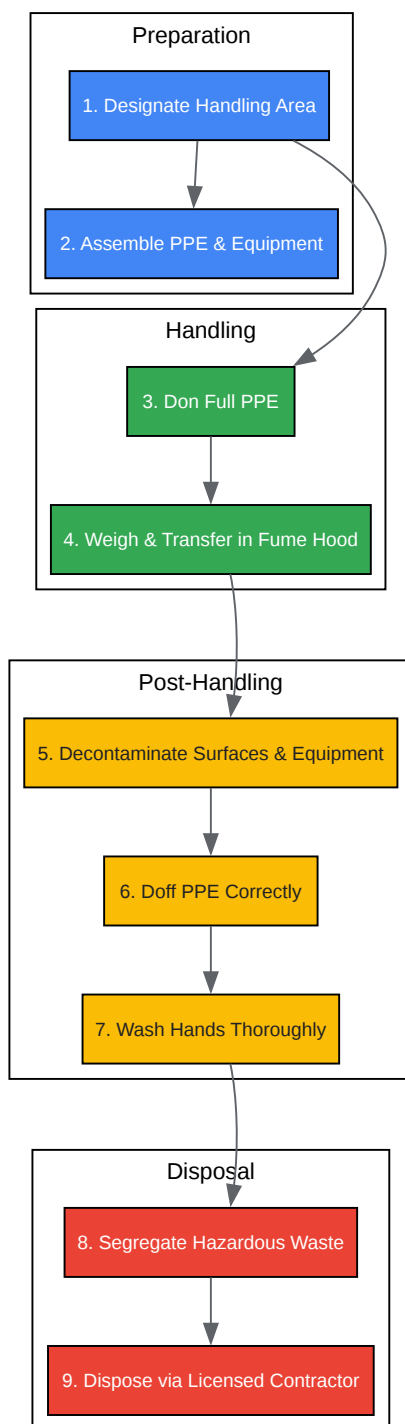 Preparation
1. Designate Handling Area
2. Assemble PPE & Equipment
Handling
3. Don Full PPE
4. Weigh & Transfer in Fume Hood
Post-Handling
5. Decontaminate Surfaces & Equipment
6. Doff PPE Correctly
7. Wash Hands Thoroughly
Disposal
8. Segregate Hazardous Waste
9. Dispose via Licensed Contractor